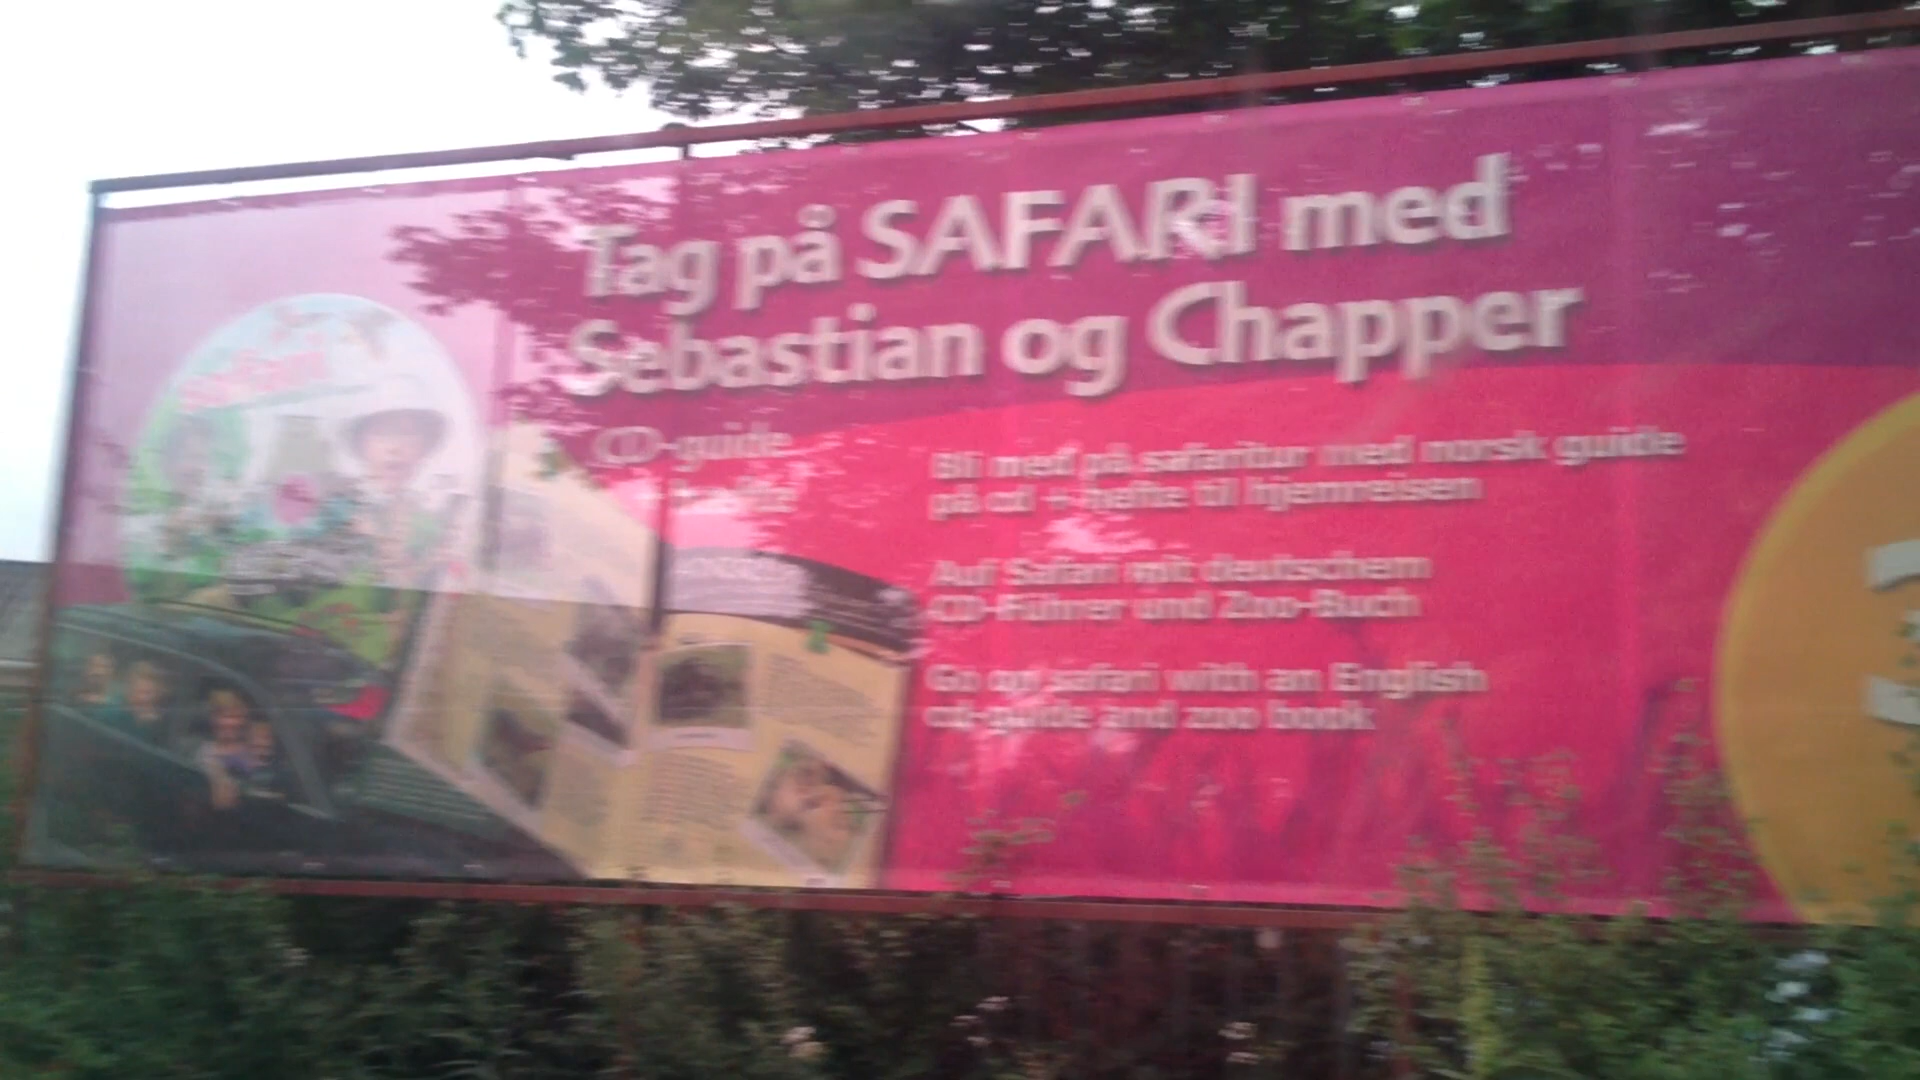 Tag på SAFARI med
Sebastian og Chapper
CD-guide
hæfte
Bli med på safaritur med norsk guide
på cd + hefte til hjemreisen
Auf Safari mit deutschem
CD-Führer und Zoo-Buch
Go on safari with an English
cd-guide and zoo book